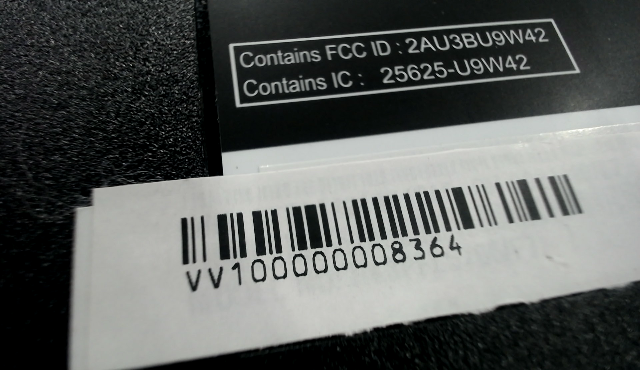 Contains FCC ID : 2AU3BU9W42
Contains IC : 25625-U9W42
VV100000008364